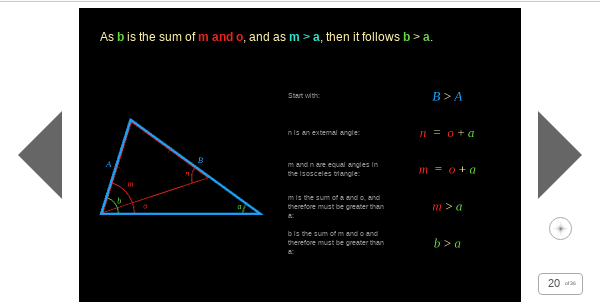 As b is the sum of m and o, and as m > a, then it follows b > a.
Start with:
B > A
n is an external angle:
n = o + a
m and n are equal angles in
the isosceles triangle:
m = o + a
m is the sum of a and o, and
therefore must be greater than
a:
m > a
b is the sum of m and o and
therefore must be greater than
a:
b > a
A
B
n
m
b
o
a
20 of 36